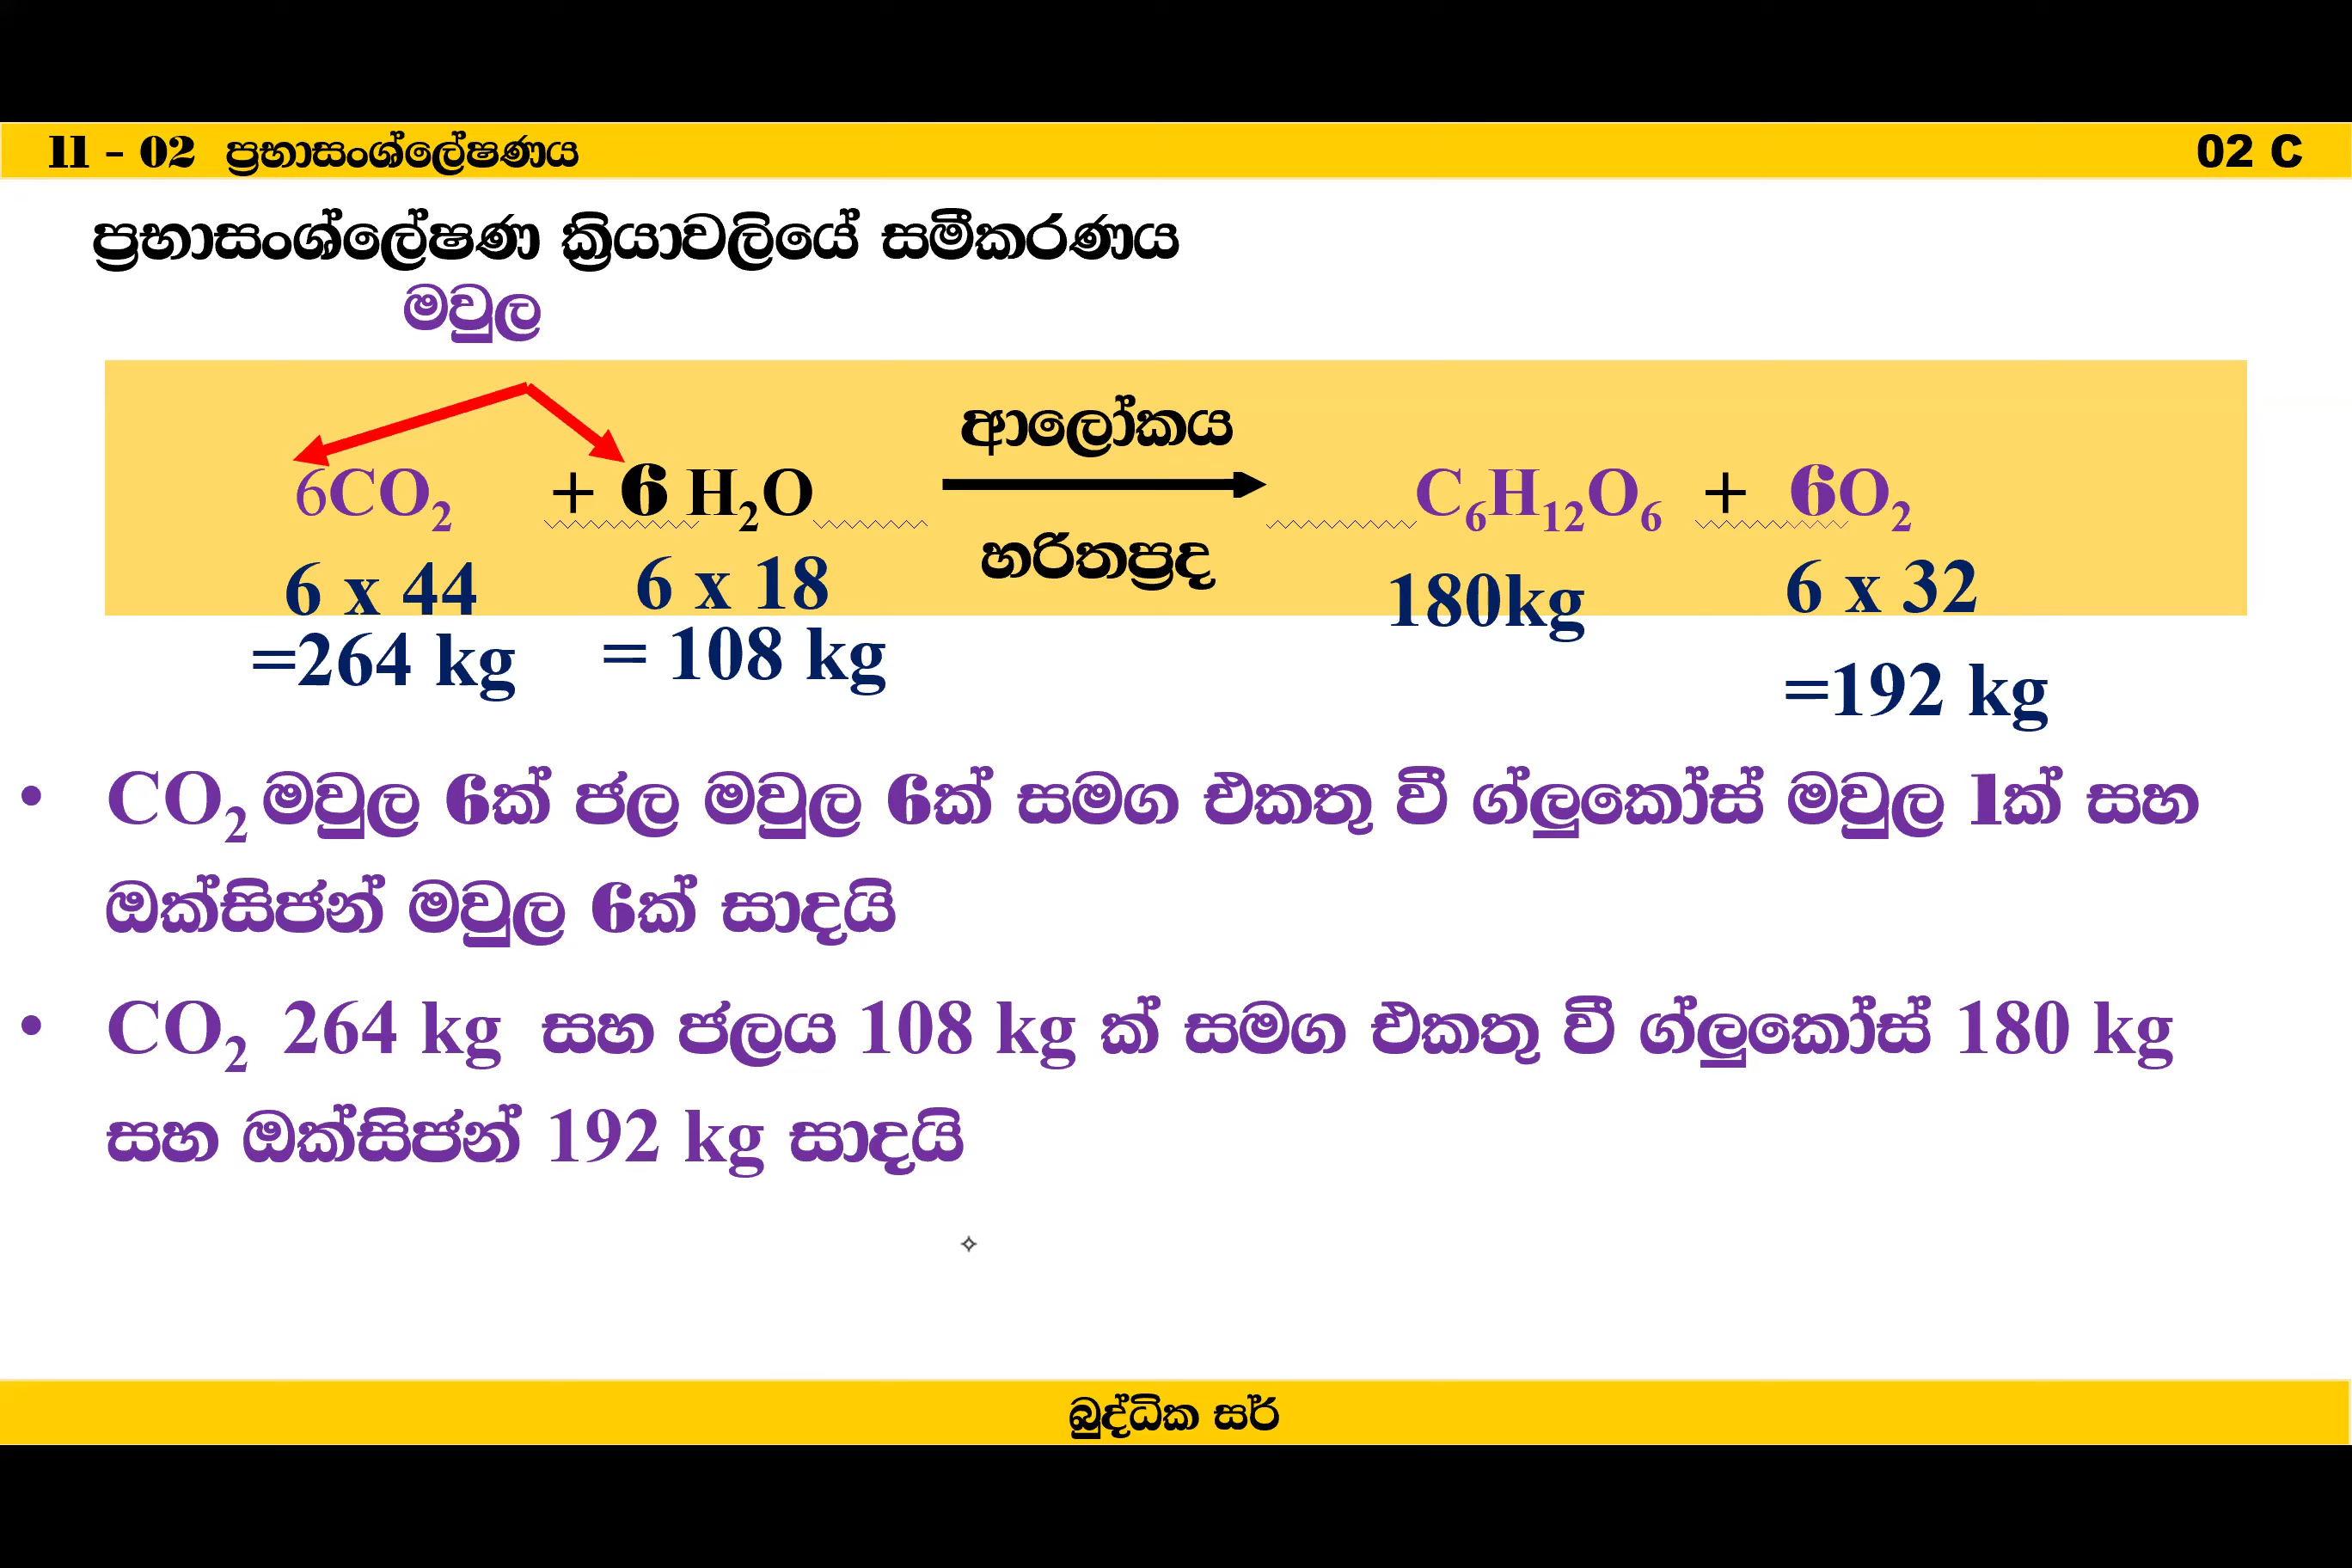 11 - 02 ප්‍රභාසංශ්ලේෂණය 02 C
ප්‍රභාසංශ්ලේෂණ ක්‍රියාවලියේ සමීකරණය
මවුල
ආලෝකය
6CO₂ + 6 H₂O C₆H₁₂O₆ + 6O₂
හරිතප්‍රද
6 x 44 6 x 18 180kg 6 x 32
=264 kg = 108 kg =192 kg
• CO₂ මවුල 6ක් ජල මවුල 6ක් සමග එකතු වී ග්ලුකෝස් මවුල 1ක් සහ
ඔක්සිජන් මවුල 6ක් සාදයි
• CO₂ 264 kg සහ ජලය 108 kg ක් සමග එකතු වී ග්ලුකෝස් 180 kg
සහ ඔක්සිජන් 192 kg සාදයි
බුද්ධික සර්